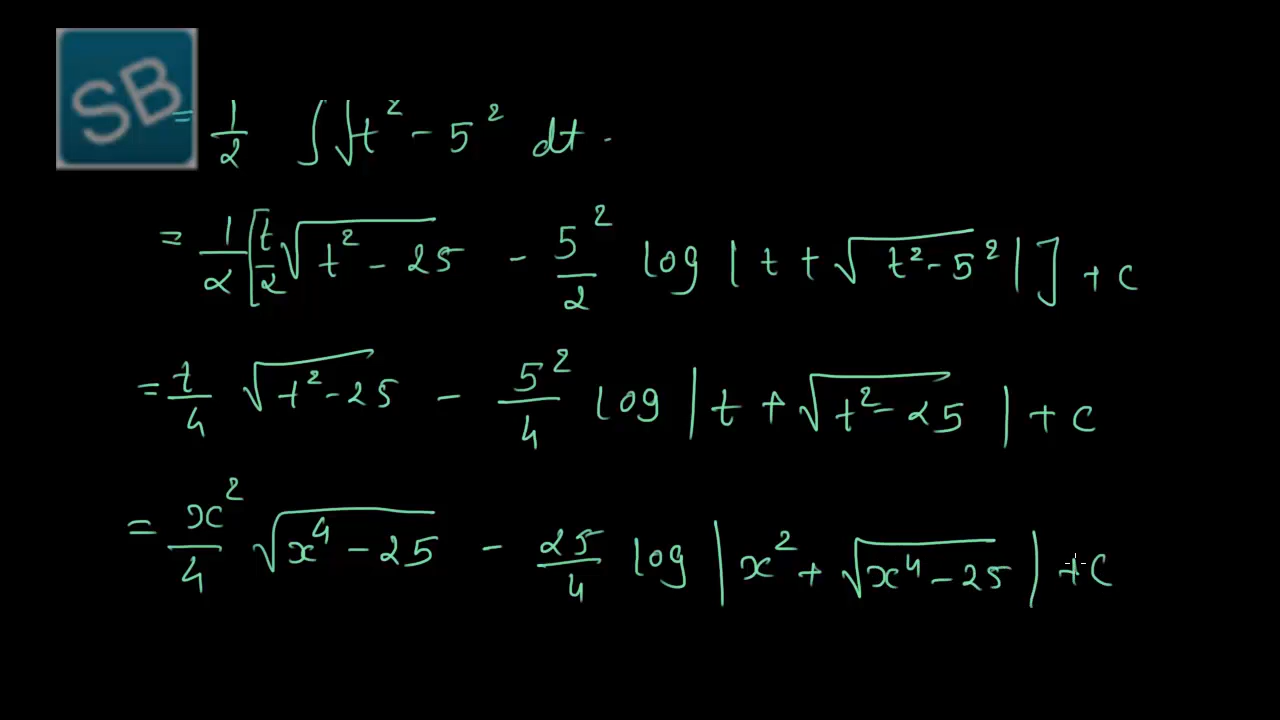 SB
= 1/2 ∫√t² - 5² dt.
= 1/2 [t/2 √(t² - 25) - 5²/2 log | t + √(t² - 5²) |] + c
= t/4 √(t² - 25) - 5²/4 log | t + √(t² - 25) | + c
= x²/4 √(x⁴ - 25) - 25/4 log | x² + √(x⁴ - 25) | + c